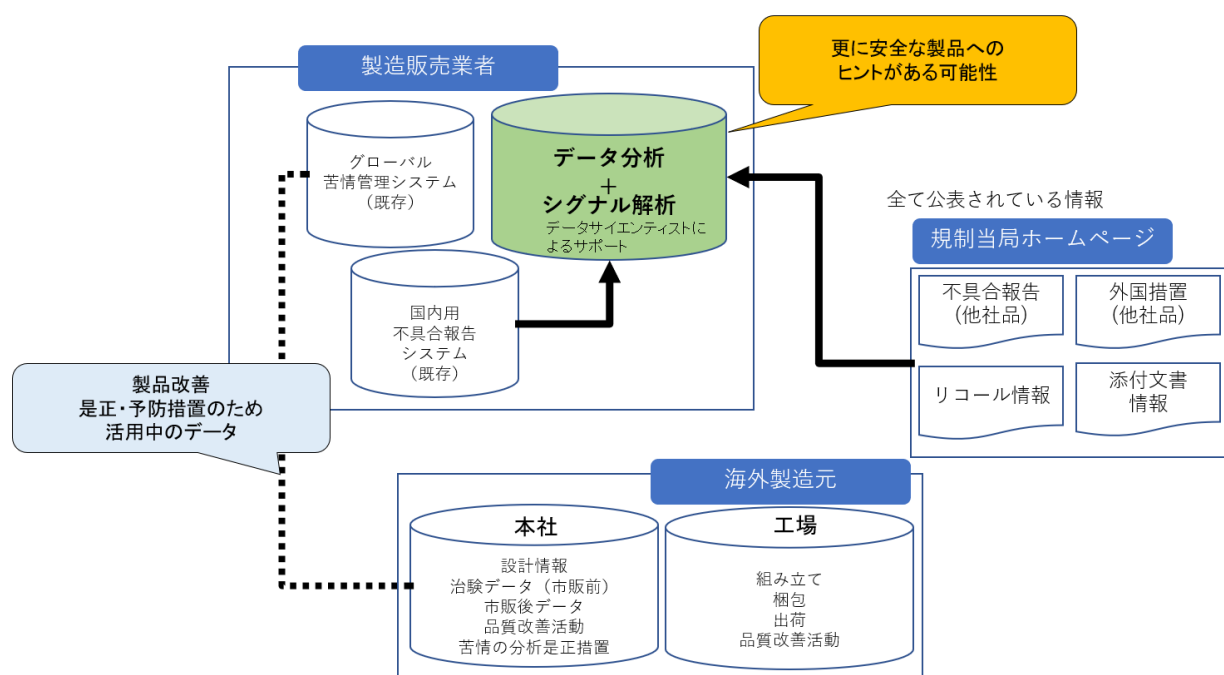 更に安全な製品への
ヒントがある可能性
製造販売業者
グローバル
苦情管理システム
(既存)
データ分析
+
シグナル解析
データサイエンティストに
よるサポート
国内用
不具合報告
システム
(既存)
全て公表されている情報
規制当局ホームページ
不具合報告
(他社品)
外国措置
(他社品)
リコール情報
添付文書
情報
製品改善
是正・予防措置のため
活用中のデータ
海外製造元
本社
設計情報
治験データ（市販前）
市販後データ
品質改善活動
苦情の分析是正措置
工場
組み立て
梱包
出荷
品質改善活動